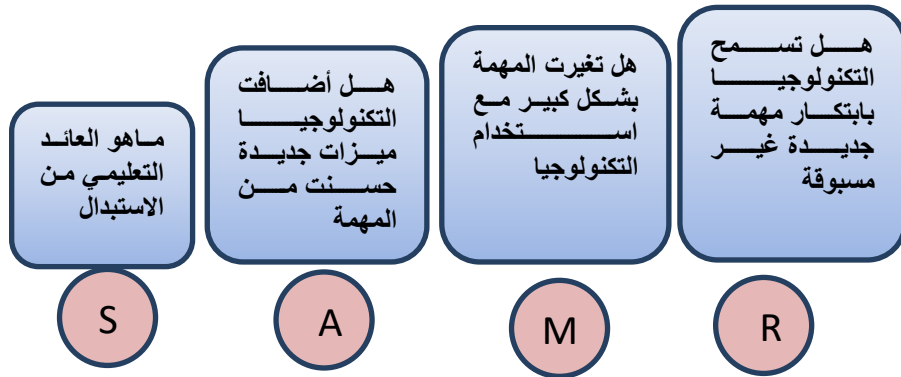 ماهو العائد
التعليمي من
الاستبدال
هل أضافت
التكنولوجيا
ميزات جديدة
حسنت من
المهمة
هل تغيرت المهمة
بشكل كبير مع
استخدام
التكنولوجيا
هل تسمح
التكنولوجيا
بابتكار مهمة
جديدة غير
مسبوقة
S
A
M
R